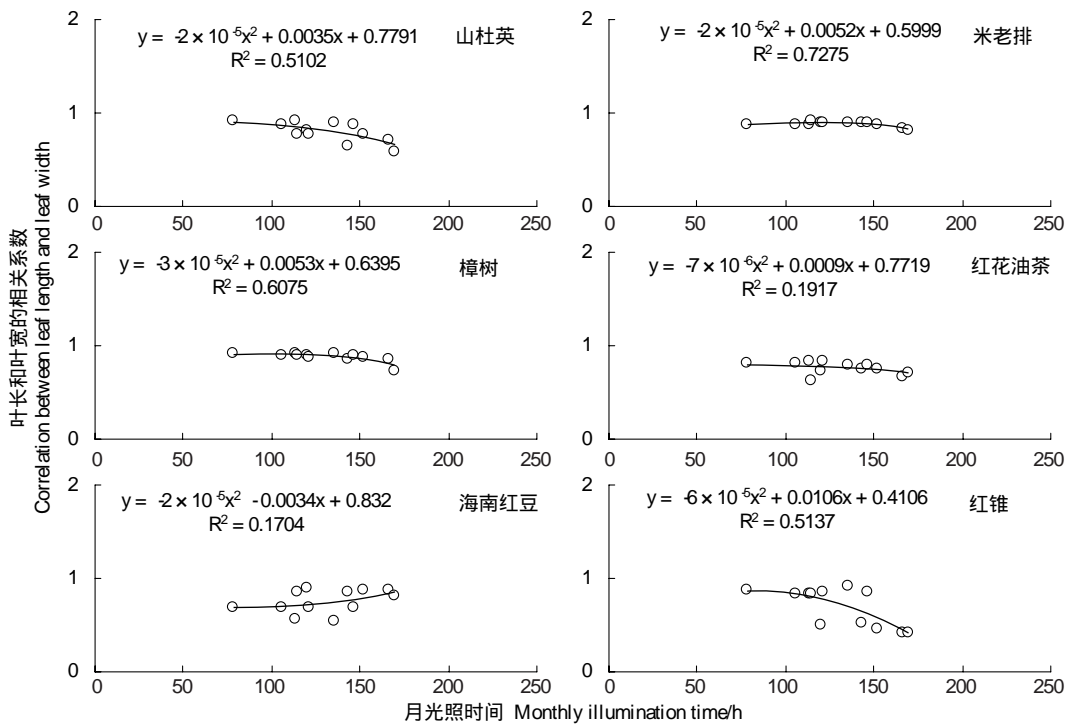 叶长和叶宽的相关系数
Correlation between leaf length and leaf width
2
1
0
y = -2 × 10⁻⁵x² + 0.0035x + 0.7791
R² = 0.5102
山杜英
0 50 100 150 200 250
2
1
0
y = -2 × 10⁻⁵x² + 0.0052x + 0.5999
R² = 0.7275
米老排
0 50 100 150 200 250
2
1
0
y = -3 × 10⁻⁵x² + 0.0053x + 0.6395
R² = 0.6075
樟树
0 50 100 150 200 250
2
1
0
y = -7 × 10⁻⁶x² + 0.0009x + 0.7719
R² = 0.1917
红花油茶
0 50 100 150 200 250
2
1
0
y = -2 × 10⁻⁵x² -0.0034x + 0.832
R² = 0.1704
海南红豆
0 50 100 150 200 250
2
1
0
y = -6 × 10⁻⁵x² + 0.0106x + 0.4106
R² = 0.5137
红锥
0 50 100 150 200 250
月光照时间 Monthly illumination time/h